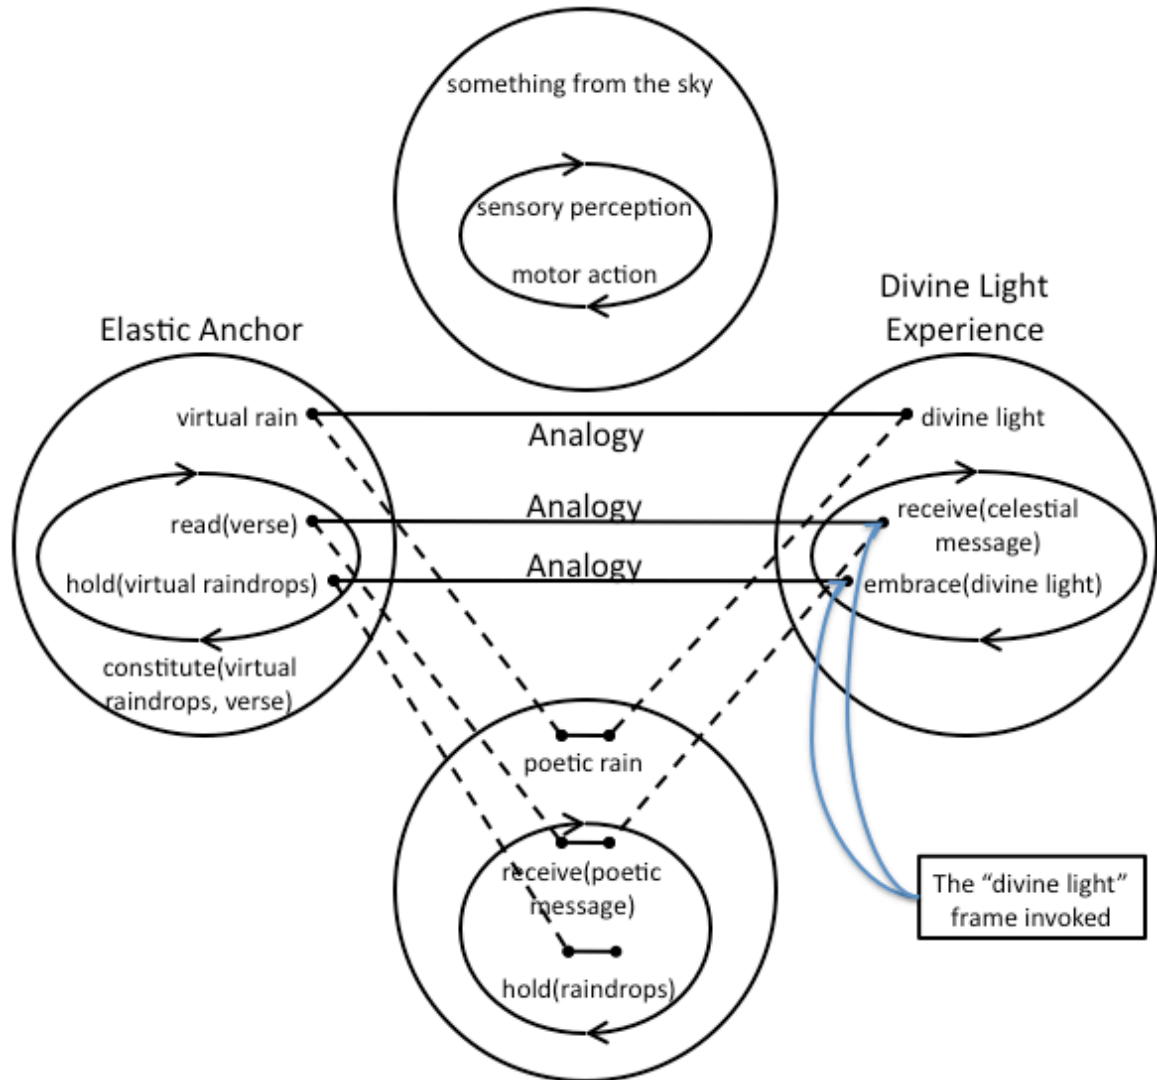 something from the sky
sensory perception
motor action
Elastic Anchor
virtual rain
read(verse)
hold(virtual raindrops)
constitute(virtual
raindrops, verse)
Analogy
Analogy
Analogy
Divine Light
Experience
divine light
receive(celestial
message)
embrace(divine light)
poetic rain
receive(poetic
message)
hold(raindrops)
The “divine light”
frame invoked